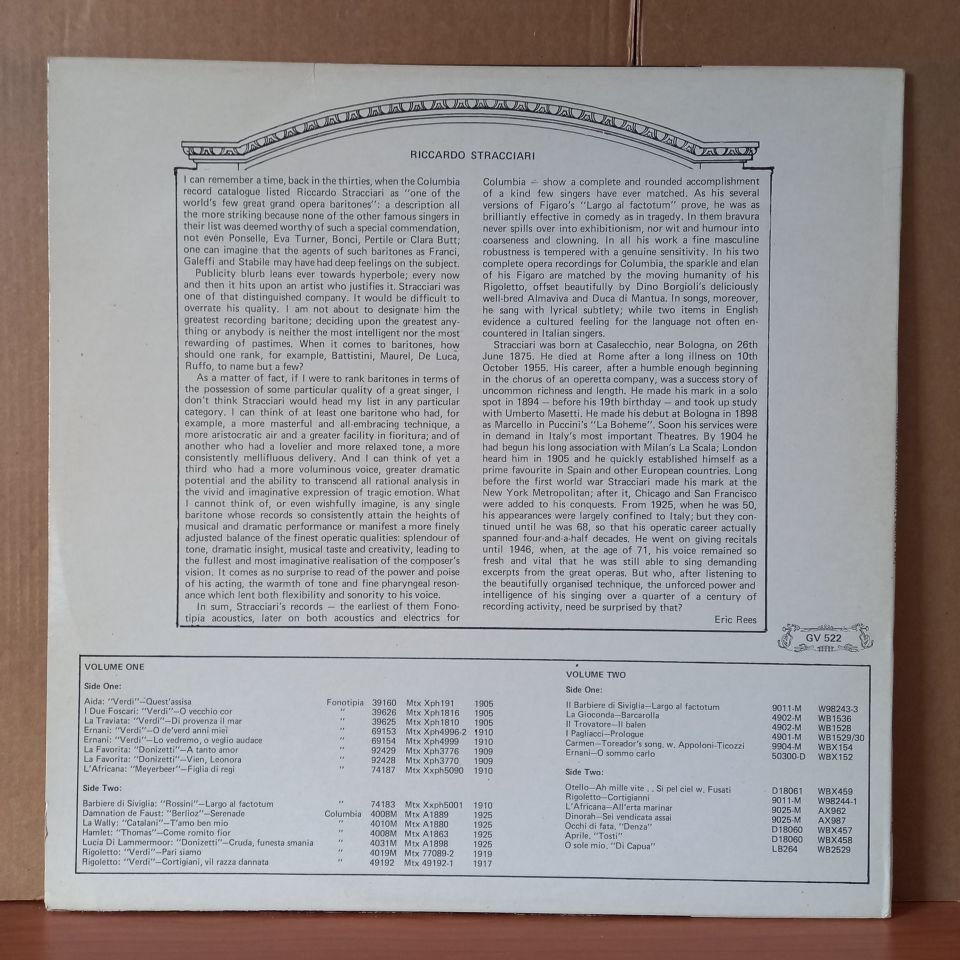 RICCARDO STRACCIARI
I can remember a time, back in the thirties, when the Columbia
record catalogue listed Riccardo Stracciari as "one of the
world's few great grand opera baritones": a description all
the more striking because none of the other famous singers in
their list was deemed worthy of such a special commendation,
not even Ponselle, Eva Turner, Bonci, Pertile or Clara Butt;
one can imagine that the agents of such baritones as Franci,
Galeffi and Stabile may have had deep feelings on the subject.
Publicity blurb leans ever towards hyperbole; every now
and then it hits upon an artist who justifies it. Stracciari was
one of that distinguished company. It would be difficult to
overrate his quality. I am not about to designate him the
greatest recording baritone; deciding upon the greatest any-
thing or anybody is neither the most intelligent nor the most
rewarding of pastimes. When it comes to baritones, how
should one rank, for example, Battistini, Maurel, De Luca,
Ruffo, to name but a few?
As a matter of fact, if I were to rank baritones in terms of
the possession of some particular quality of a great singer, I
don't think Stracciari would head my list in any particular
category. I can think of at least one baritone who had, for
example, a more masterful and all-embracing technique, a
more aristocratic air and a greater facility in fioritura; and of
another who had a lovelier and more relaxed tone, a more
consistently mellifluous delivery. And I can think of yet a
third who had a more voluminous voice, greater dramatic
potential and the ability to transcend all rational analysis in
the vivid and imaginative expression of tragic emotion. What
I cannot think of, or even wishfully imagine, is any single
baritone whose records so consistently attain the heights of
musical and dramatic performance or manifest a more finely
adjusted balance of the finest operatic qualities: splendour of
tone, dramatic insight, musical taste and creativity, leading to
the fullest and most imaginative realisation of the composer's
vision. It comes as no surprise to read of the power and poise
of his acting, the warmth of tone and fine pharyngeal reson-
ance which lent both flexibility and sonority to his voice.
In sum, Stracciari's records — the earliest of them Fono-
tipia acoustics, later on both acoustics and electrics for
Columbia — show a complete and rounded accomplishment
of a kind few singers have ever matched. As his several
versions of Figaro's "Largo al factotum" prove, he was as
brilliantly effective in comedy as in tragedy. In them bravura
never spills over into exhibitionism, nor wit and humour into
coarseness and clowning. In all his work a fine masculine
robustness is tempered with a genuine sensitivity. In his two
complete opera recordings for Columbia, the sparkle and elan
of his Figaro are matched by the moving humanity of his
Rigoletto, offset beautifully by Dino Borgioli's deliciously
well-bred Almaviva and Duca di Mantua. In songs, moreover,
he sang with lyrical subtlety; while two items in English
evidence a cultured feeling for the language not often en-
countered in Italian singers.
Stracciari was born at Casalecchio, near Bologna, on 26th
June 1875. He died at Rome after a long illness on 10th
October 1955. His career, after a humble enough beginning
in the chorus of an operetta company, was a success story of
uncommon richness and length. He made his mark in a solo
spot in 1894 — before his 19th birthday — and took up study
with Umberto Masetti. He made his debut at Bologna in 1898
as Marcello in Puccini's "La Boheme". Soon his services were
in demand in Italy's most important Theatres. By 1904 he
had begun his long association with Milan's La Scala; London
heard him in 1905 and he quickly established himself as a
prime favourite in Spain and other European countries. Long
before the first world war Stracciari made his mark at the
New York Metropolitan; after it, Chicago and San Francisco
were added to his conquests. From 1925, when he was 50,
his appearances were largely confined to Italy; but they con-
tinued until he was 68, so that his operatic career actually
spanned four-and-a-half decades. He went on giving recitals
until 1946, when, at the age of 71, his voice remained so
fresh and vital that he was still able to sing demanding
excerpts from the great operas. But who, after listening to
the beautifully organised technique, the unforced power and
intelligence of his singing over a quarter of a century of
recording activity, need be surprised by that?
Eric Rees
GV 522
VOLUME ONE
Side One:
Aida: "Verdi"—Quest'assisa Fonotipia 39160 Mtx Xph191 1905
I Due Foscari: "Verdi"—O vecchio cor " 39626 Mtx Xph1816 1905
La Traviata: "Verdi"—Di provenza il mar " 39625 Mtx Xph1810 1905
Ernani: "Verdi"—O de'verd anni miei " 69153 Mtx Xph4996-2 1910
Ernani: "Verdi"—Lo vedremo, o veglio audace " 69154 Mtx Xph4999 1910
La Favorita: "Donizetti"—A tanto amor " 92429 Mtx Xph3776 1909
La Favorita: "Donizetti"—Vien, Leonora " 92428 Mtx Xph3770 1909
L'Africana: "Meyerbeer"—Figlia di regi " 74187 Mtx Xxph5090 1910
Side Two:
Barbiere di Siviglia: "Rossini"—Largo al factotum " 74183 Mtx Xxph5001 1910
Damnation de Faust: "Berlioz"—Serenade Columbia 4008M Mtx A1889 1925
La Wally: "Catalani"—T'amo ben mio " 4010M Mtx A1880 1925
Hamlet: "Thomas"—Come romito fior " 4008M Mtx A1863 1925
Lucia Di Lammermoor: "Donizetti"—Cruda, funesta smania " 4031M Mtx A1898 1925
Rigoletto: "Verdi"—Pari siamo " 4019M Mtx 77089-2 1919
Rigoletto: "Verdi"—Cortigiani, vil razza dannata " 49192 Mtx 49192-1 1917
VOLUME TWO
Side One:
Il Barbiere di Siviglia—Largo al factotum 9011-M W98243-3
La Gioconda—Barcarolla 4902-M WB1536
Il Trovatore—Il balen 4902-M WB1528
I Pagliacci—Prologue 4901-M WB1529/30
Carmen—Toreador's song. w. Appoloni-Ticozzi 9904-M WBX154
Ernani—O sommo carlo 50300-D WBX152
Side Two:
Otello—Ah mille vite . . Si pel ciel w. Fusati D18061 WBX459
Rigoletto—Cortigianni 9011-M W98244-1
L'Africana—All'erta marinar 9025-M AX962
Dinorah—Sei vendicata assai 9025-M AX987
Occhi di fata, "Denza" D18060 WBX457
Aprile, "Tosti" D18060 WBX458
O sole mio, "Di Capua" LB264 WB2529